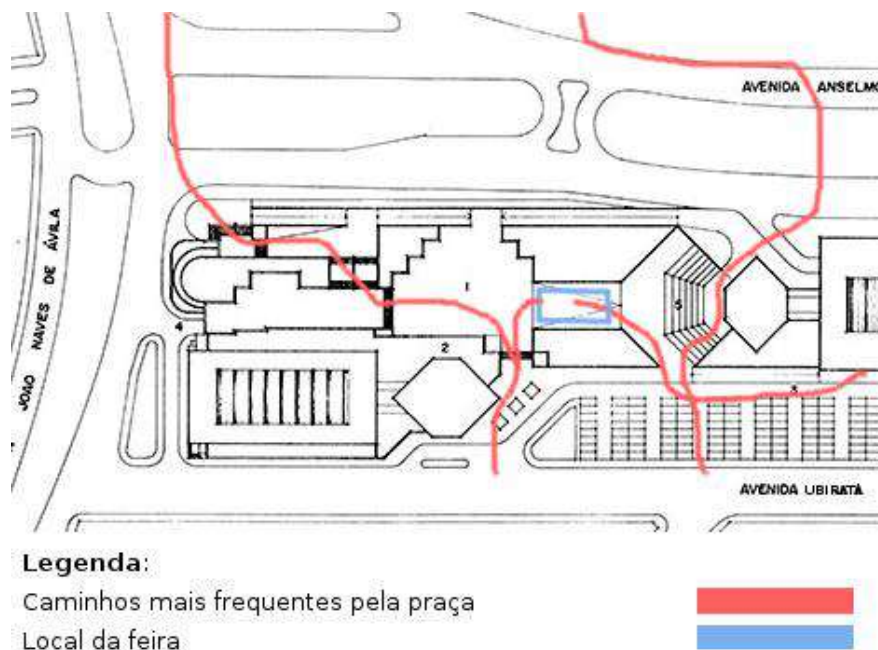 AVENIDA ANSELMO
JOÃO NAVES DE ÁVILA
1
5
4
2
3
AVENIDA UBIRATÃ
Legenda:
Caminhos mais frequentes pela praça
Local da feira